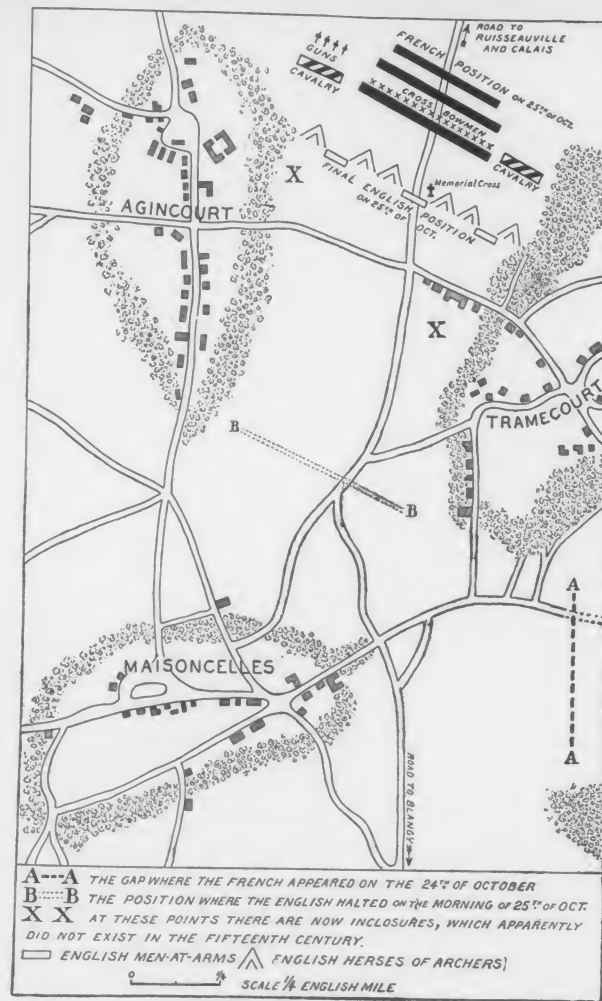 ROAD TO
RUISSEAUVILLE
AND CALAIS
GUNS
CAVALRY
FRENCH POSITION ON 25TH OF OCT.
CROSS BOWMEN
XXXXXXXXXXXXXX
CAVALRY
X
Memorial Cross
FINAL ENGLISH POSITION
ON 25TH OF OCT.
AGINCOURT
X
TRAMECOURT
B
B
A
MAISONCELLES
A
ROAD TO BLANGY
A---A THE GAP WHERE THE FRENCH APPEARED ON THE 24TH OF OCTOBER
B B THE POSITION WHERE THE ENGLISH HALTED ON THE MORNING OF 25TH OF OCT.
X X AT THESE POINTS THERE ARE NOW INCLOSURES, WHICH APPARENTLY
DID NOT EXIST IN THE FIFTEENTH CENTURY.
ENGLISH MEN-AT-ARMS ENGLISH HERSES OF ARCHERS
0 1/4
SCALE 1/4 ENGLISH MILE